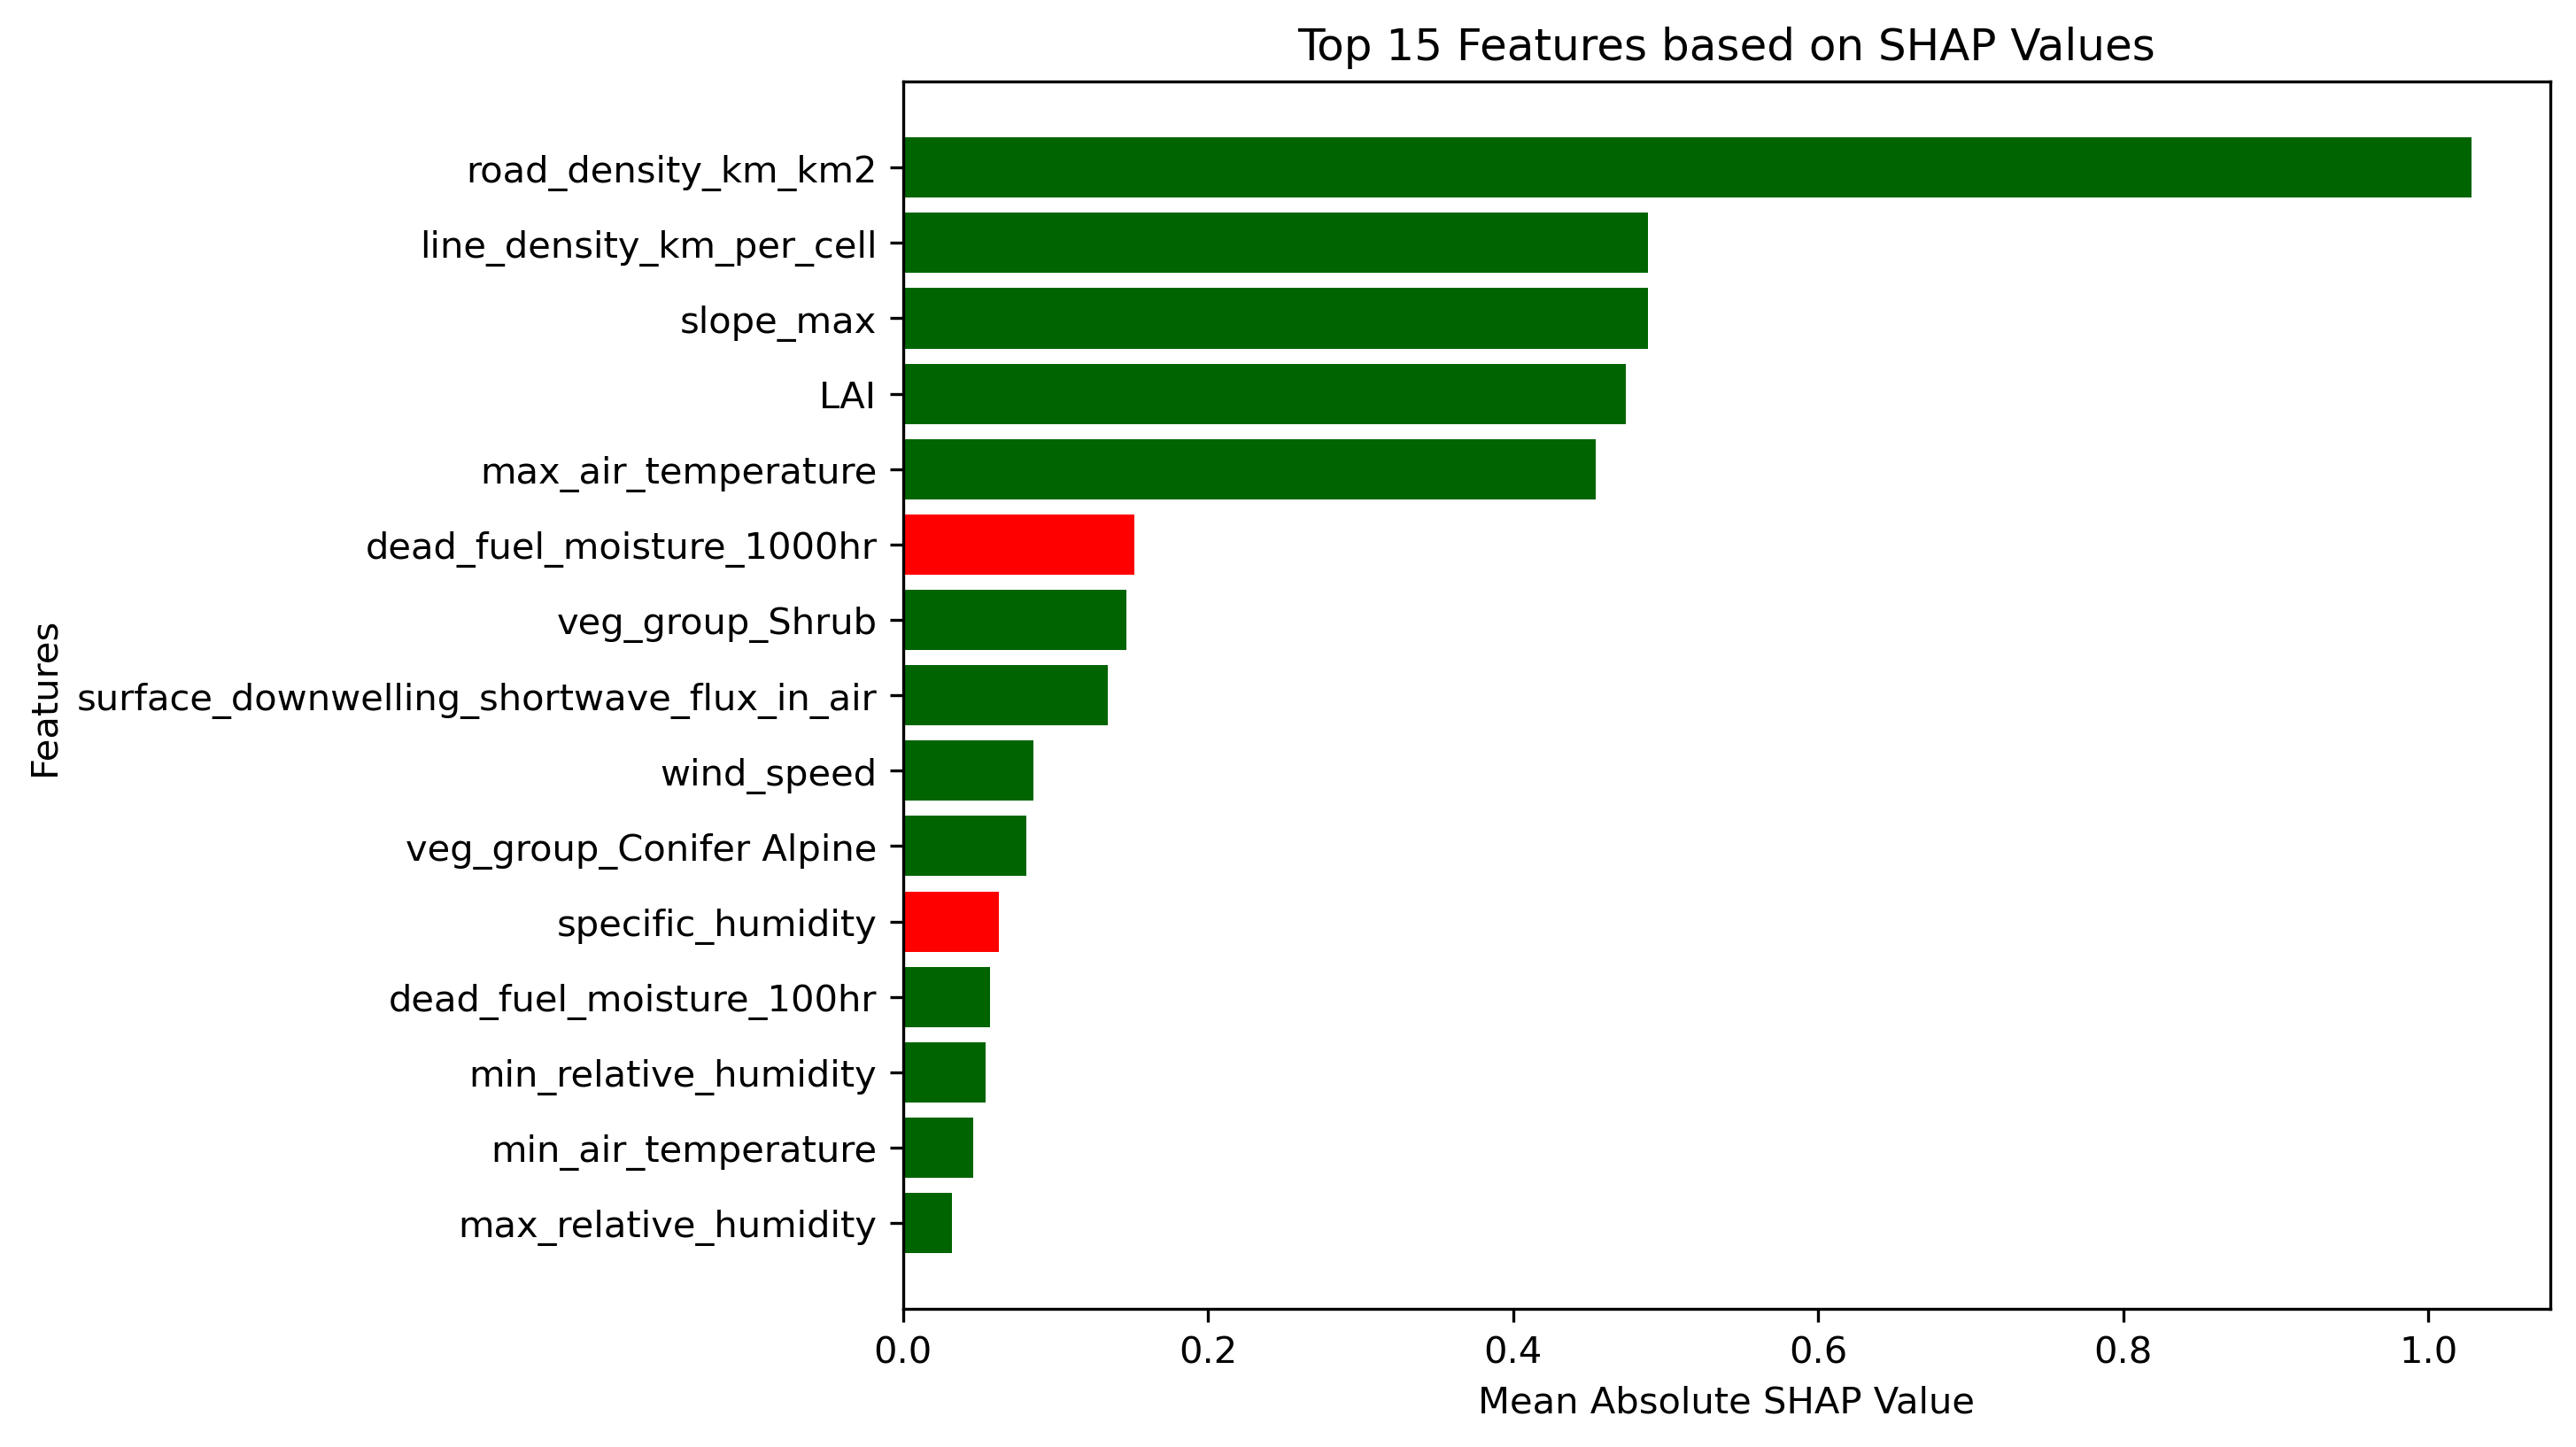 Top 15 Features based on SHAP Values
Features
road_density_km_km2
line_density_km_per_cell
slope_max
LAI
max_air_temperature
dead_fuel_moisture_1000hr
veg_group_Shrub
surface_downwelling_shortwave_flux_in_air
wind_speed
veg_group_Conifer Alpine
specific_humidity
dead_fuel_moisture_100hr
min_relative_humidity
min_air_temperature
max_relative_humidity
0.0 0.2 0.4 0.6 0.8 1.0
Mean Absolute SHAP Value